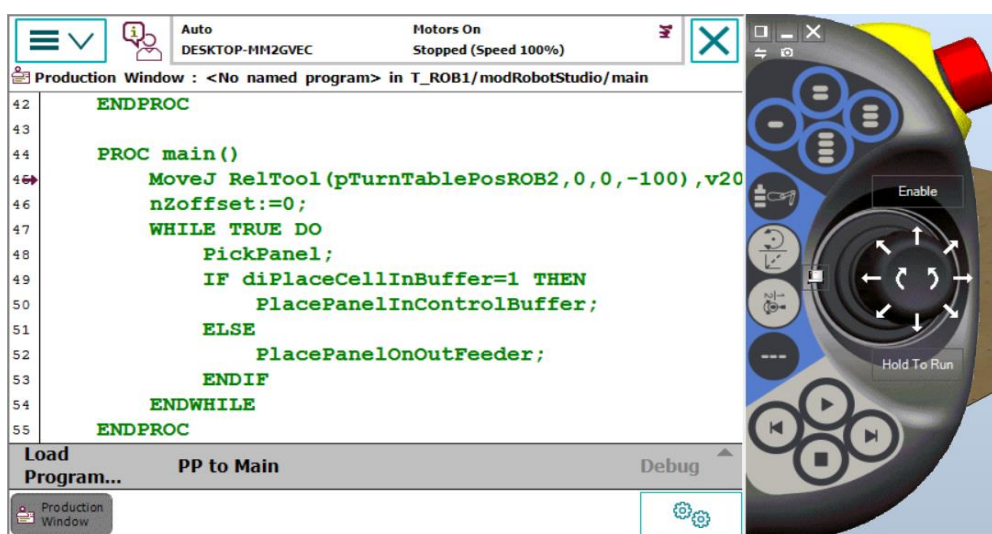 Auto
DESKTOP-MM2GVEC
Motors On
Stopped (Speed 100%)
Production Window : <No named program> in T_ROB1/modRobotStudio/main
42 ENDPROC
43
44 PROC main()
45 MoveJ RelTool(pTurnTablePosROB2,0,0,-100),v20
46 nZoffset:=0;
47 WHILE TRUE DO
48 PickPanel;
49 IF diPlaceCellInBuffer=1 THEN
50 PlacePanelInControlBuffer;
51 ELSE
52 PlacePanelOnOutFeeder;
53 ENDIF
54 ENDWHILE
55 ENDPROC
Load
Program...
PP to Main
Debug
Production
Window
Enable
Hold To Run